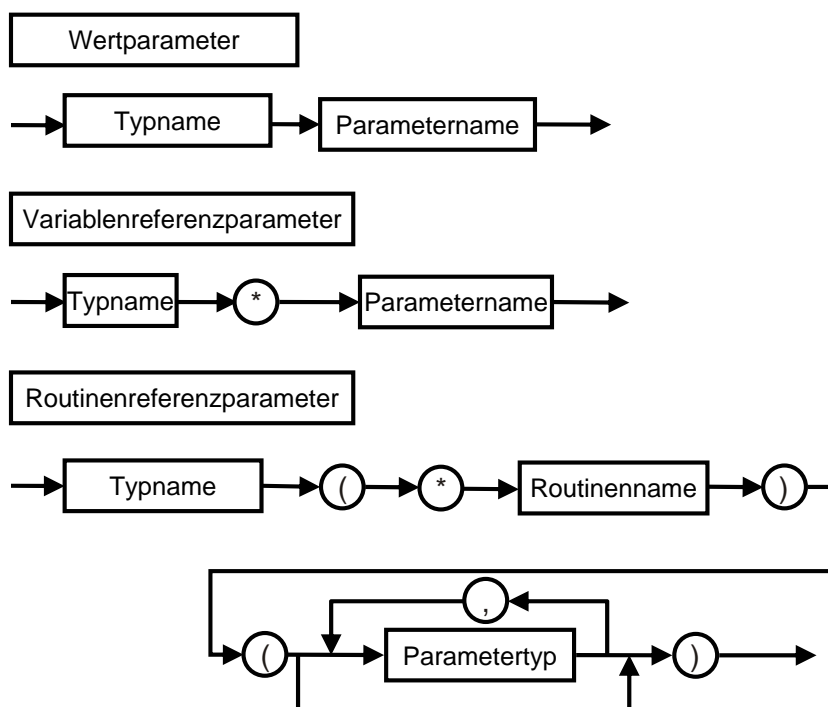 Wertparameter
Typname Parametername
Variablenreferenzparameter
Typname * Parametername
Routinenreferenzparameter
Typname ( * Routinenname )
,
( Parametertyp )